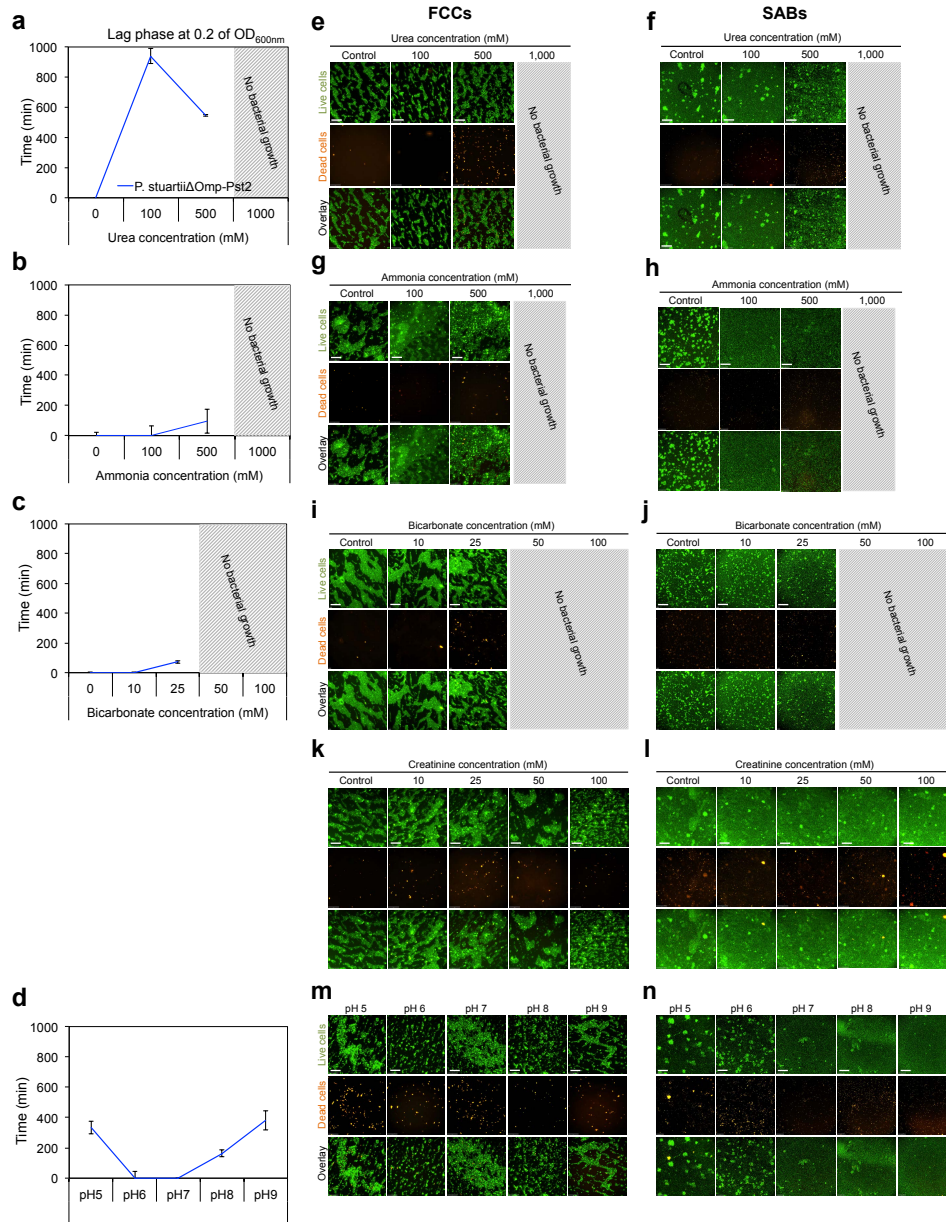 a
Lag phase at 0.2 of OD600nm
Time (min)
1000
800
600
400
200
0
P. stuartiiΔOmp-Pst2
No bacterial growth
0 100 500 1000
Urea concentration (mM)
b
Time (min)
1000
800
600
400
200
0
No bacterial growth
0 100 500 1000
Ammonia concentration (mM)
c
Time (min)
1000
800
600
400
200
0
No bacterial growth
0 10 25 50 100
Bicarbonate concentration (mM)
d
Time (min)
1000
800
600
400
200
0
pH5 pH6 pH7 pH8 pH9
FCCs
SABs
e
Urea concentration (mM)
Control 100 500 1,000
Live cells
Dead cells
Overlay
No bacterial growth
f
Urea concentration (mM)
Control 100 500 1,000
No bacterial growth
g
Ammonia concentration (mM)
Control 100 500 1,000
Live cells
Dead cells
Overlay
No bacterial growth
h
Ammonia concentration (mM)
Control 100 500 1,000
No bacterial growth
i
Bicarbonate concentration (mM)
Control 10 25 50 100
Live cells
Dead cells
Overlay
No bacterial growth
j
Bicarbonate concentration (mM)
Control 10 25 50 100
No bacterial growth
k
Creatinine concentration (mM)
Control 10 25 50 100
l
Creatinine concentration (mM)
Control 10 25 50 100
m
pH 5 pH 6 pH 7 pH 8 pH 9
Live cells
Dead cells
Overlay
n
pH 5 pH 6 pH 7 pH 8 pH 9